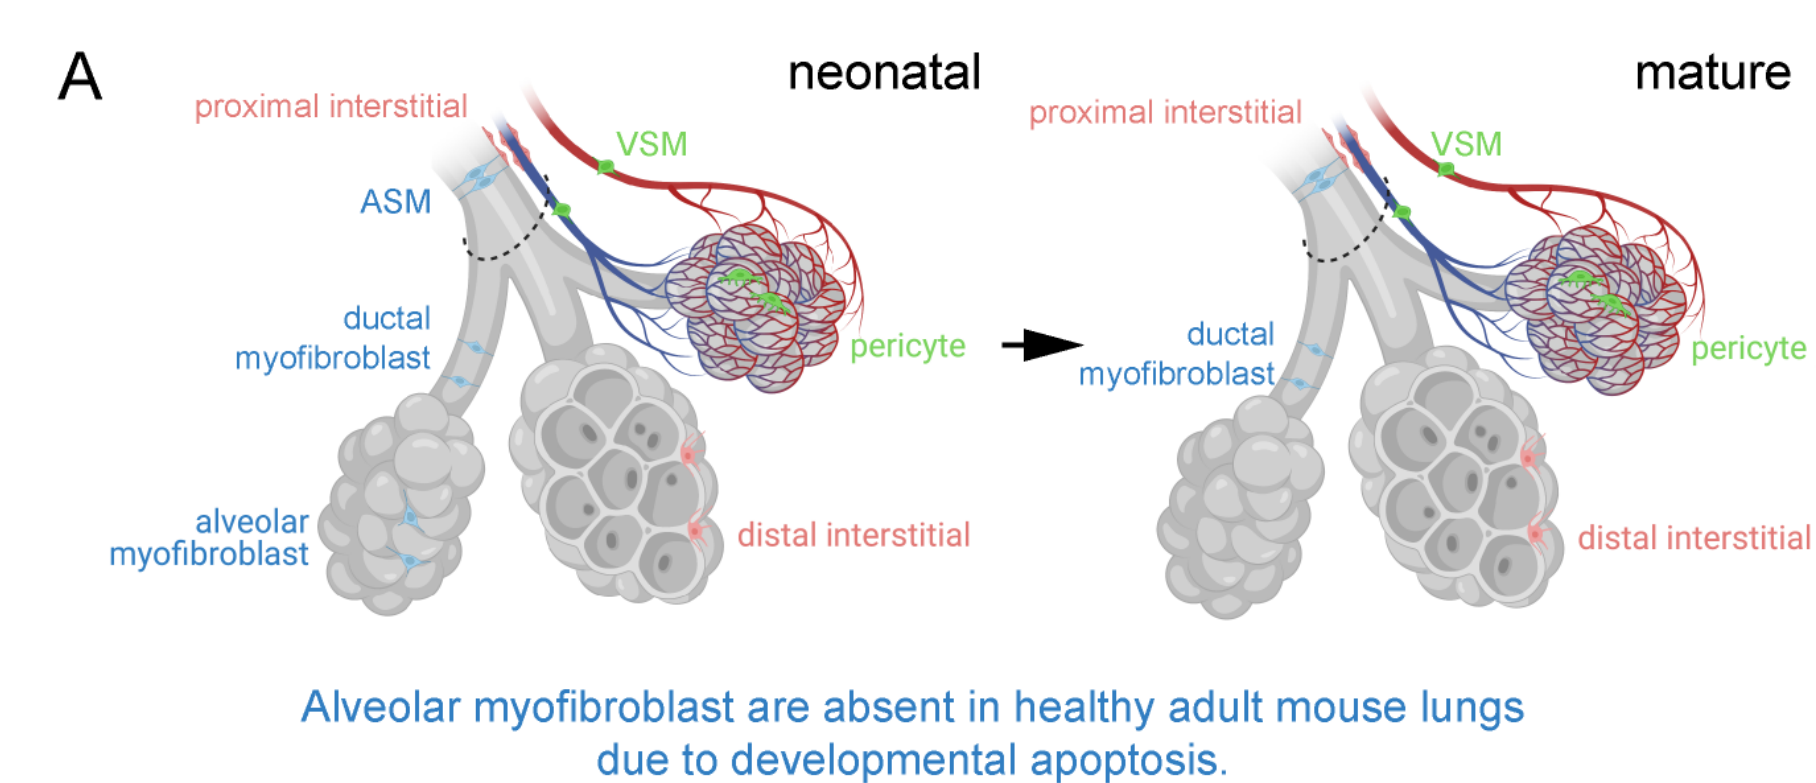 A
neonatal
mature
proximal interstitial
VSM
ASM
ductal
myofibroblast
pericyte
alveolar
myofibroblast
distal interstitial
proximal interstitial
VSM
ductal
myofibroblast
pericyte
distal interstitial
Alveolar myofibroblast are absent in healthy adult mouse lungs
due to developmental apoptosis.